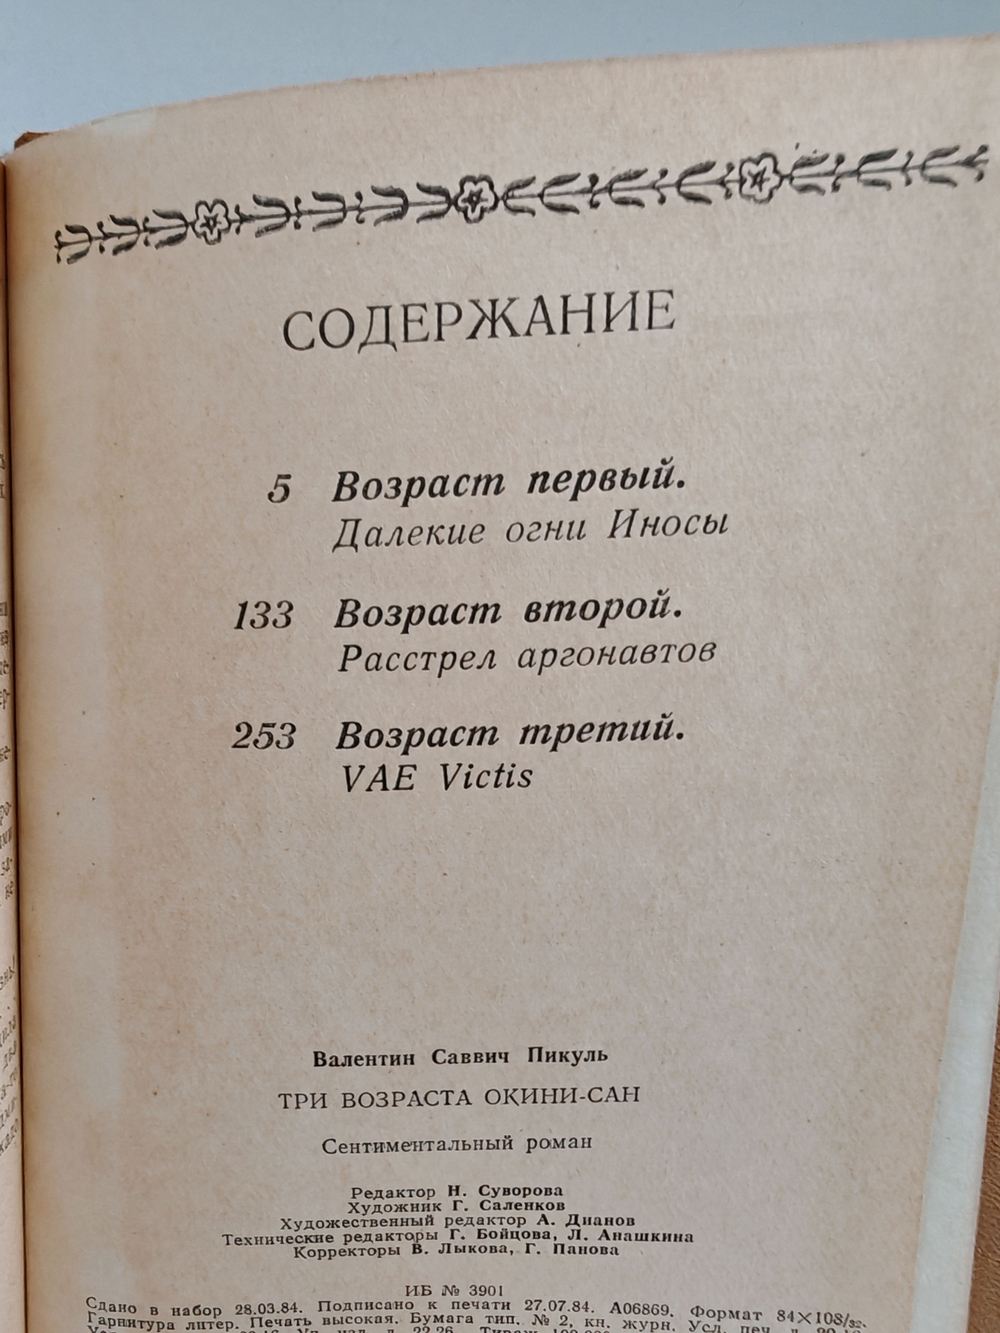 СОДЕРЖАНИЕ
5 Возраст первый.
Далекие огни Иносы
133 Возраст второй.
Расстрел аргонавтов
253 Возраст третий.
VAE Victis
Валентин Саввич Пикуль
ТРИ ВОЗРАСТА ОКИНИ-САН
Сентиментальный роман
Редактор Н. Суворова
Художник Г. Саленков
Художественный редактор А. Дианов
Технические редакторы Г. Бойцова, Л. Анашкина
Корректоры В. Лыкова, Г. Панова
ИБ № 3901
Сдано в набор 28.03.84. Подписано к печати 27.07.84. А06869. Формат 84×108/32.
Гарнитура литер. Печать высокая. Бумага тип. № 2, кн. журн. Усл. печ. л.